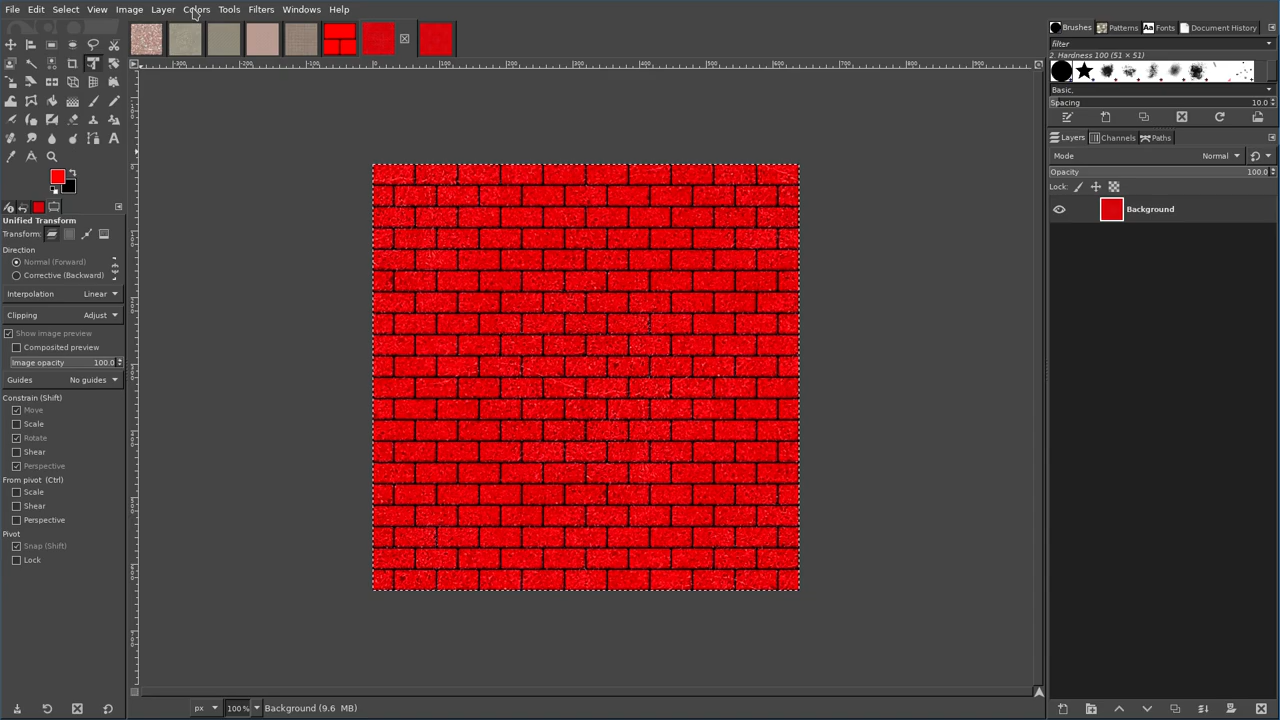 File Edit Select View Image Layer Colors Tools Filters Windows Help
Brushes Patterns Fonts Document History
filter
2. Hardness 100 (51 × 51)
Basic,
Spacing 10.0
Layers Channels Paths
Mode Normal
Opacity 100.0
Lock:
Background
Unified Transform
Transform:
Direction
Normal (Forward)
Corrective (Backward)
Interpolation Linear
Clipping Adjust
Show image preview
Composited preview
Image opacity 100.0
Guides No guides
Constrain (Shift)
Move
Scale
Rotate
Shear
Perspective
From pivot (Ctrl)
Scale
Shear
Perspective
Pivot
Snap (Shift)
Lock
px 100% Background (9.6 MB)